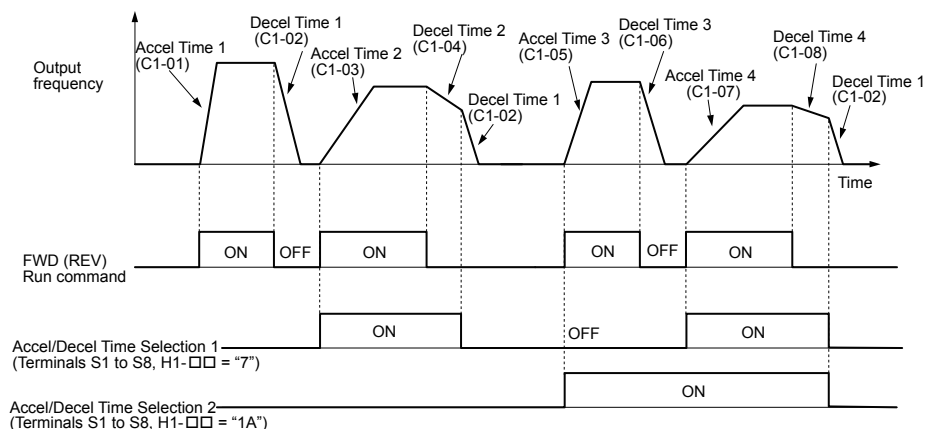 Accel Time 1
(C1-01)
Decel Time 1
(C1-02)
Accel Time 2
(C1-03)
Decel Time 2
(C1-04)
Decel Time 1
(C1-02)
Accel Time 3
(C1-05)
Decel Time 3
(C1-06)
Accel Time 4
(C1-07)
Decel Time 4
(C1-08)
Decel Time 1
(C1-02)
Output
frequency
Time
FWD (REV)
Run command
ON
OFF
ON
ON
OFF
ON
Accel/Decel Time Selection 1
(Terminals S1 to S8, H1-□□ = “7”)
ON
OFF
ON
Accel/Decel Time Selection 2
(Terminals S1 to S8, H1-□□ = “1A”)
ON